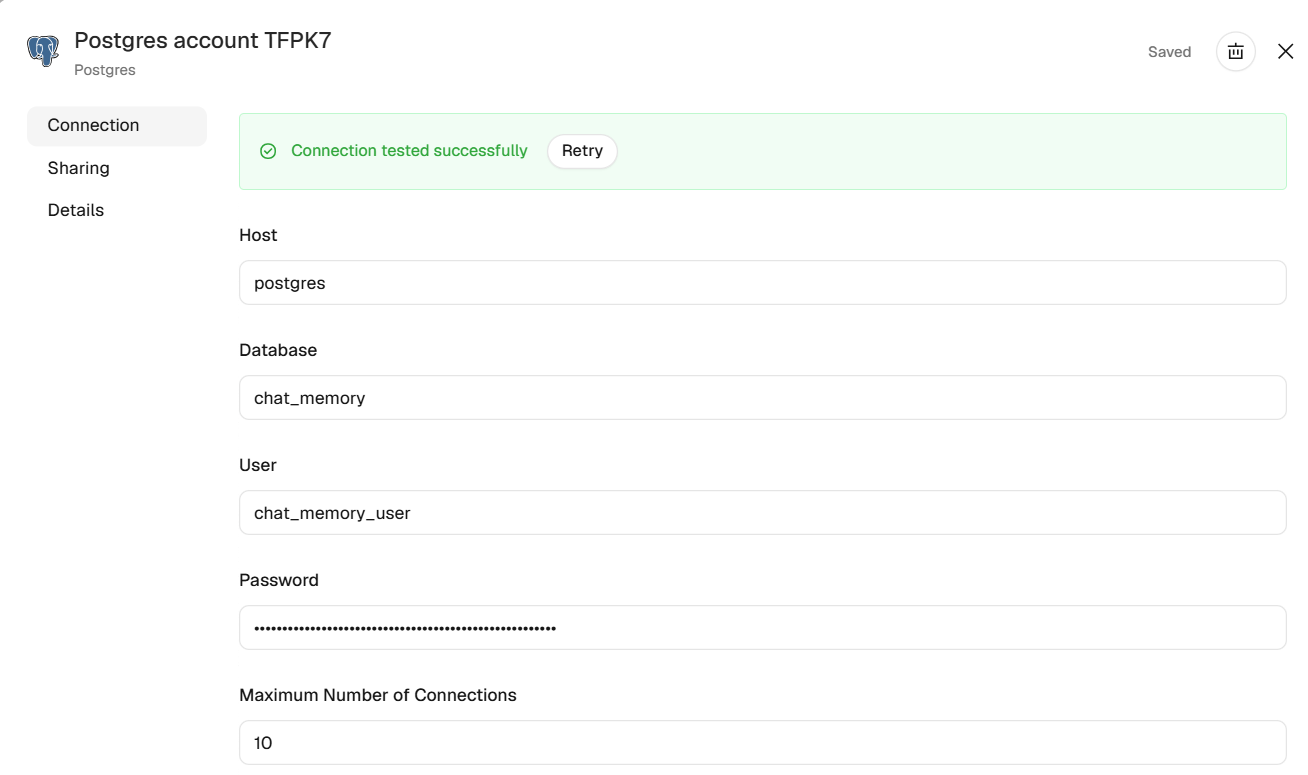 Postgres account TFPK7
Postgres
Saved
Connection
Sharing
Details
Connection tested successfully
Retry
Host
postgres
Database
chat_memory
User
chat_memory_user
Password
••••••••••••••••••••••••••••••••••••••••••••••••••••••
Maximum Number of Connections
10